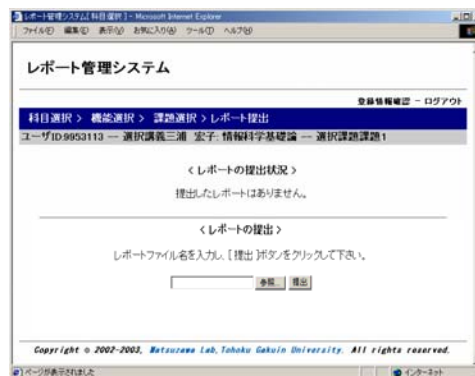 レポート管理システム[ 科目選択 ] - Microsoft Internet Explorer
ファイル(F) 編集(E) 表示(V) お気に入り(A) ツール(T) ヘルプ(H)
レポート管理システム
登録情報確認 - ログアウト
科目選択 > 機能選択 > 課題選択 > レポート提出
ユーザID:9953113 ― 選択講義三浦 宏子: 情報科学基礎論 ― 選択課題課題1
< レポートの提出状況 >
提出したレポートはありません。
< レポートの提出 >
レポートファイル名を入力し、[ 提出 ]ボタンをクリックして下さい。
参照... 提出
Copyright © 2002-2003, Matsuzawa Lab, Tohoku Gakuin University. All rights reserved.
ページが表示されました インターネット